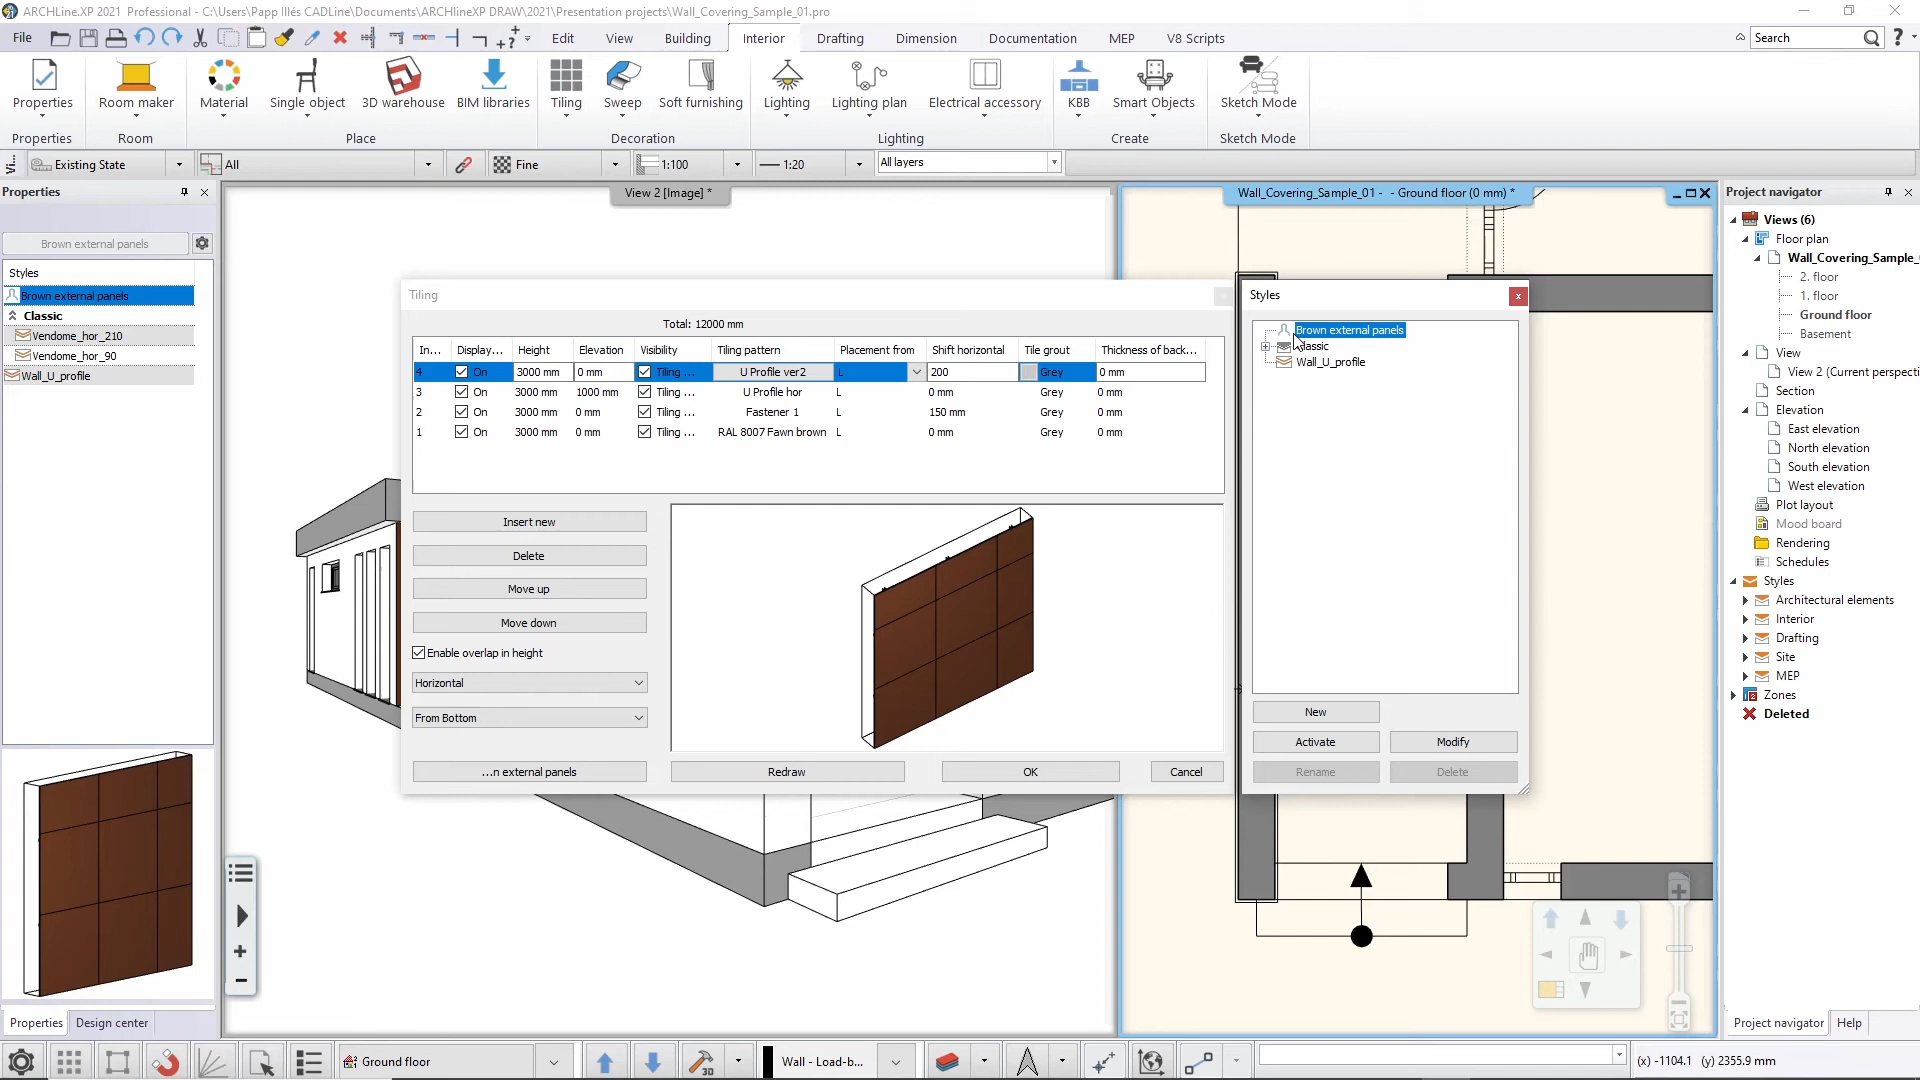 ARCHLine.XP 2021 Professional - C:\Users\Papp Illés CADLine\Documents\ARCHlineXP DRAW\2021\Presentation projects\Wall_Covering_Sample_01.pro
File Edit View Building Interior Drafting Dimension Documentation MEP V8 Scripts Search
Properties Room maker Material Single object 3D warehouse BIM libraries Tiling Sweep Soft furnishing Lighting Lighting plan Electrical accessory KBB Smart Objects Sketch Mode
Properties Room Place Decoration Lighting Create Sketch Mode
Existing State All Fine 1:100 1:20 All layers
Properties
Brown external panels
Styles
Brown external panels
Classic
Vendome_hor_210
Vendome_hor_90
Wall_U_profile
Properties Design center
View 2 [Image] *
Wall_Covering_Sample_01 - - Ground floor (0 mm) *
Tiling
Total: 12000 mm
In... Display... Height Elevation Visibility Tiling pattern Placement from Shift horizontal Tile grout Thickness of back...
4 On 3000 mm 0 mm Tiling ... U Profile ver2 L 200 Grey 0 mm
3 On 3000 mm 1000 mm Tiling ... U Profile hor L 0 mm Grey 0 mm
2 On 3000 mm 0 mm Tiling ... Fastener 1 L 150 mm Grey 0 mm
1 On 3000 mm 0 mm Tiling ... RAL 8007 Fawn brown L 0 mm Grey 0 mm
Insert new
Delete
Move up
Move down
Enable overlap in height
Horizontal
From Bottom
...n external panels Redraw OK Cancel
Styles
Brown external panels
lassic
Wall_U_profile
New
Activate Modify
Rename Delete
Project navigator
Views (6)
Floor plan
Wall_Covering_Sample_
2. floor
1. floor
Ground floor
Basement
View
View 2 (Current perspecti
Section
Elevation
East elevation
North elevation
South elevation
West elevation
Plot layout
Mood board
Rendering
Schedules
Styles
Architectural elements
Interior
Drafting
Site
MEP
Zones
Deleted
Project navigator Help
Ground floor 3D Wall - Load-b... (x) -1104.1 (y) 2355.9 mm